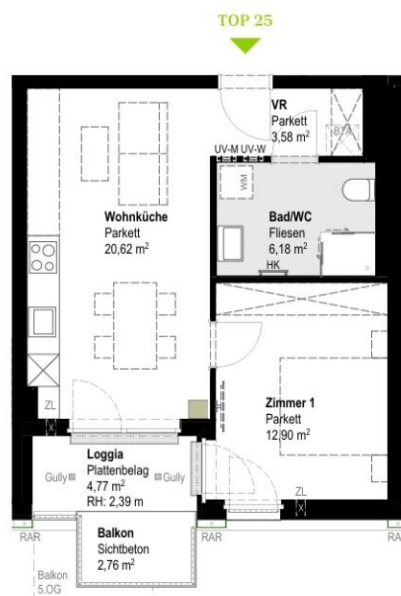 TOP 25
VR
Parkett
3,58 m²
BTA
UV-M UV-W
WM
Wohnküche
Parkett
20,62 m²
Bad/WC
Fliesen
6,18 m²
HK
Zimmer 1
Parkett
12,90 m²
ZL
ZL
Loggia
Plattenbelag
4,77 m²
RH: 2,39 m
Gully
Gully
Balkon
Sichtbeton
2,76 m²
RAR
RAR
RA
Balkon
5.OG